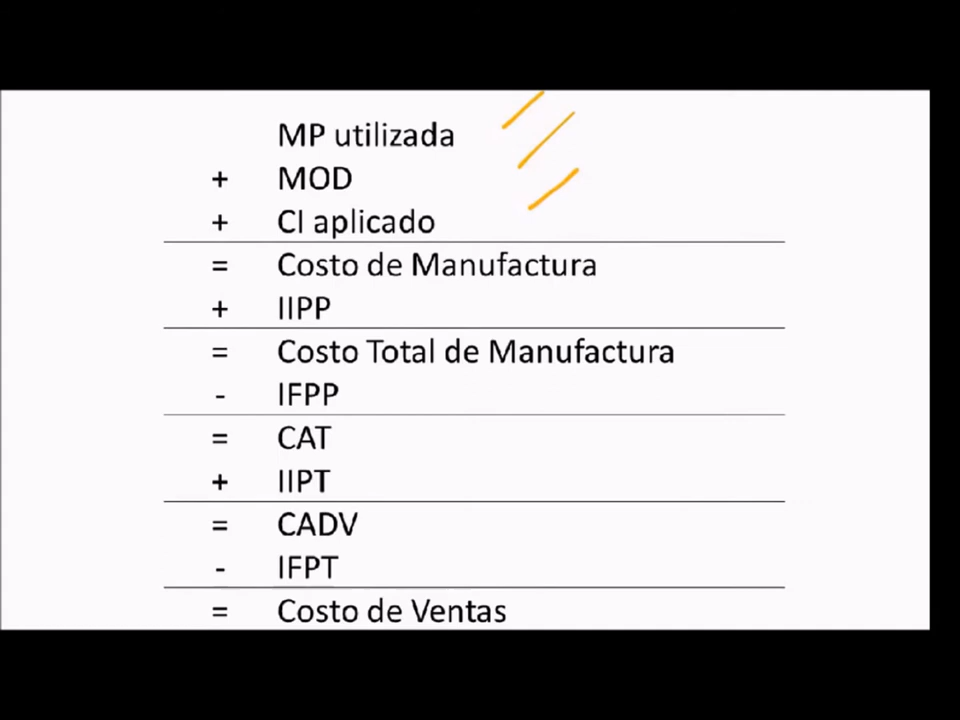 MP utilizada
+ MOD
+ CI aplicado
= Costo de Manufactura
+ IIPP
= Costo Total de Manufactura
- IFPP
= CAT
+ IIPT
= CADV
- IFPT
= Costo de Ventas